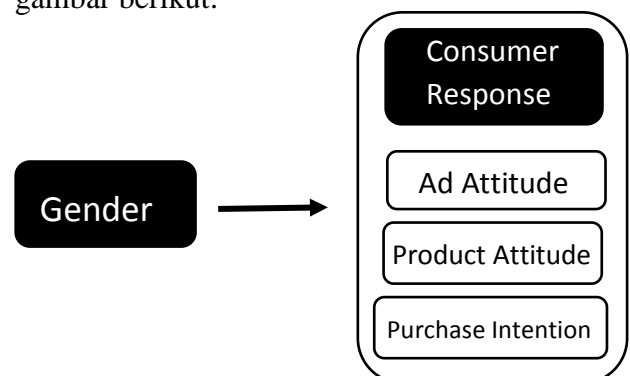 gambar berikut:
Consumer
Response
Ad Attitude
Gender
Product Attitude
Purchase Intention